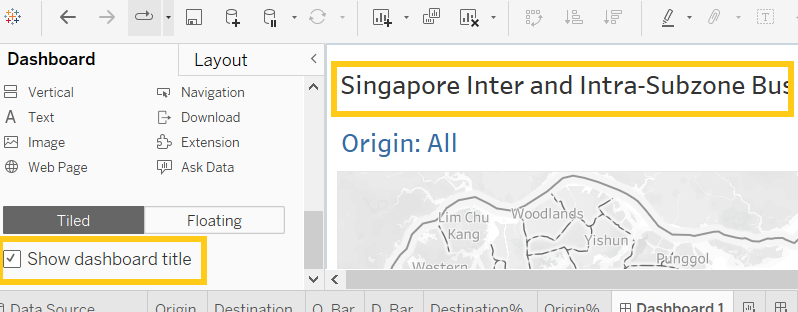 Dashboard
Layout
Vertical
Navigation
Text
Download
Image
Extension
Web Page
Ask Data
Tiled
Floating
Show dashboard title
Singapore Inter and Intra-Subzone Bus
Origin: All
Lim Chu
Kang
Woodlands
Yishun
Punggol
Western
Data Source
Origin
Destination
O_Bar
D_Bar
Destination%
Origin%
Dashboard 1